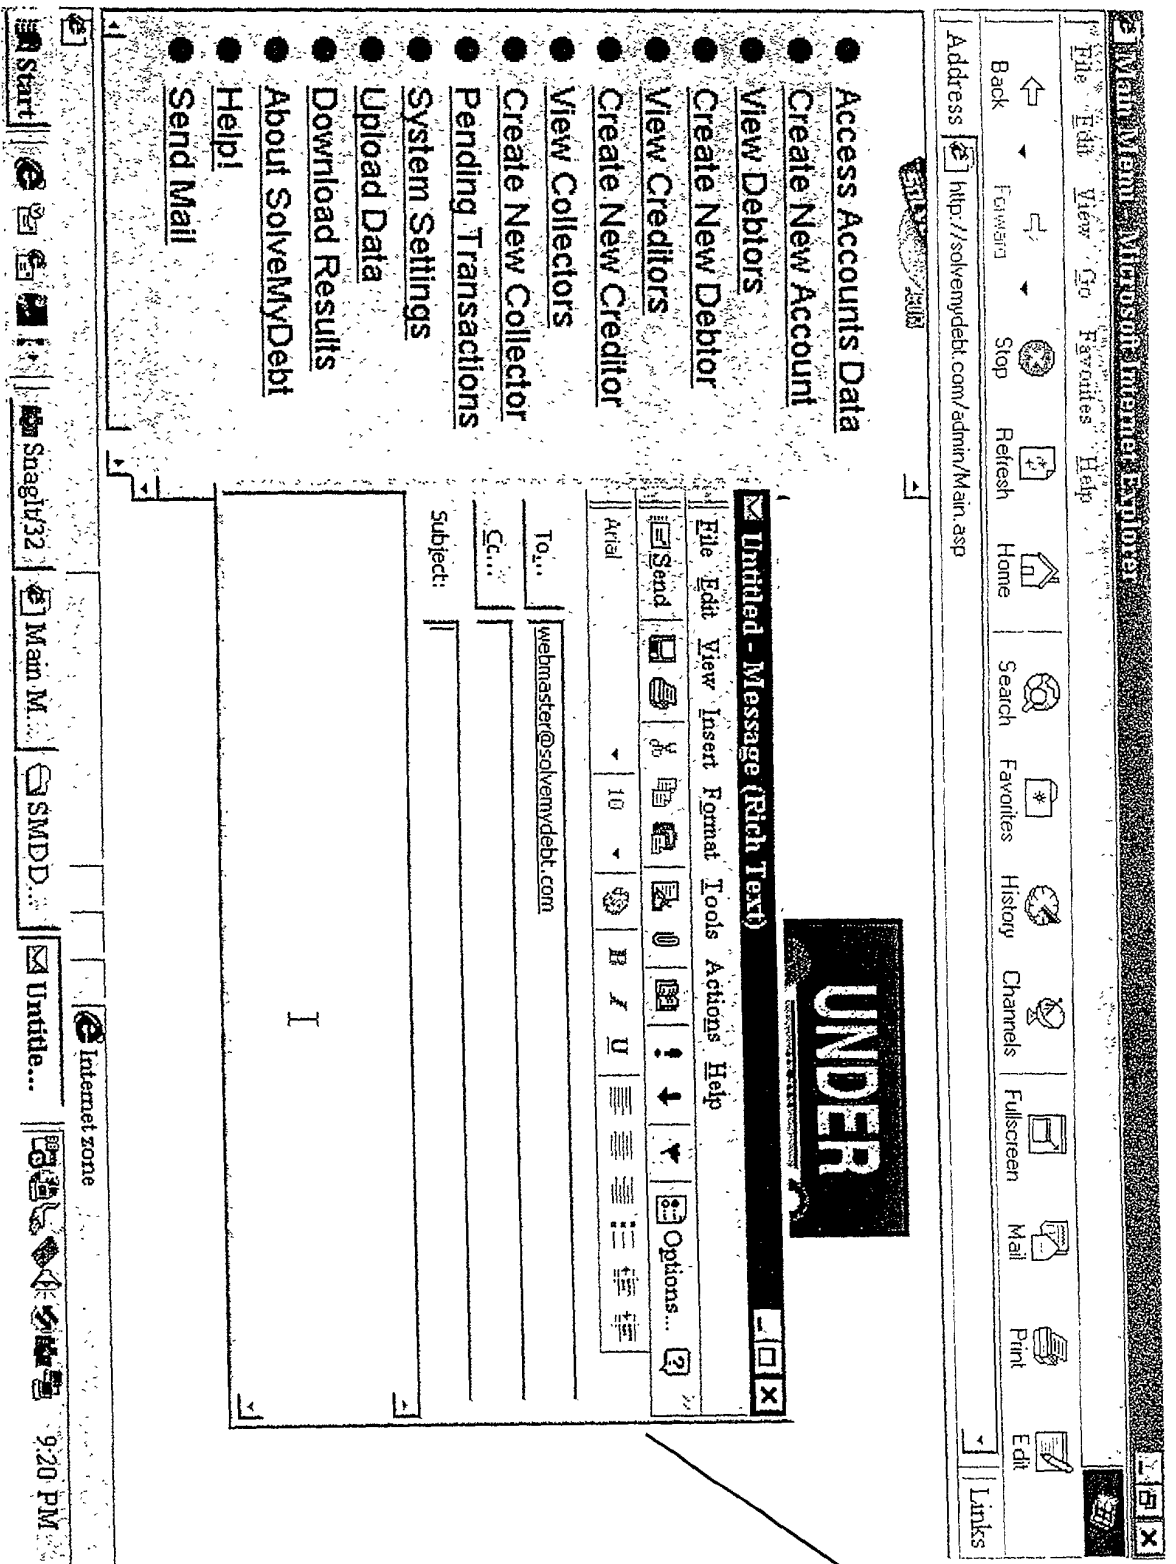 Main Menu - Microsoft Internet Explorer
File Edit View Go Favorites Help
Back Forward Stop Refresh Home Search Favorites History Channels Fullscreen Mail Print Edit
Address http://solvemydebt.com/admin/Main.asp Links
UNDER
Access Accounts Data
Create New Account
View Debtors
Create New Debtor
View Creditors
Create New Creditor
View Collectors
Create New Collector
Pending Transactions
System Settings
Upload Data
Download Results
About SolveMyDebt
Help!
Send Mail
Untitled - Message (Rich Text)
File Edit View Insert Format Tools Actions Help
Send Options...
Arial 10 B I U
To... webmaster@solvemydebt.com
Cc...
Subject:
Internet zone
Start SnagIt/32 Main M... SMDD... Untitle... 9:20 PM